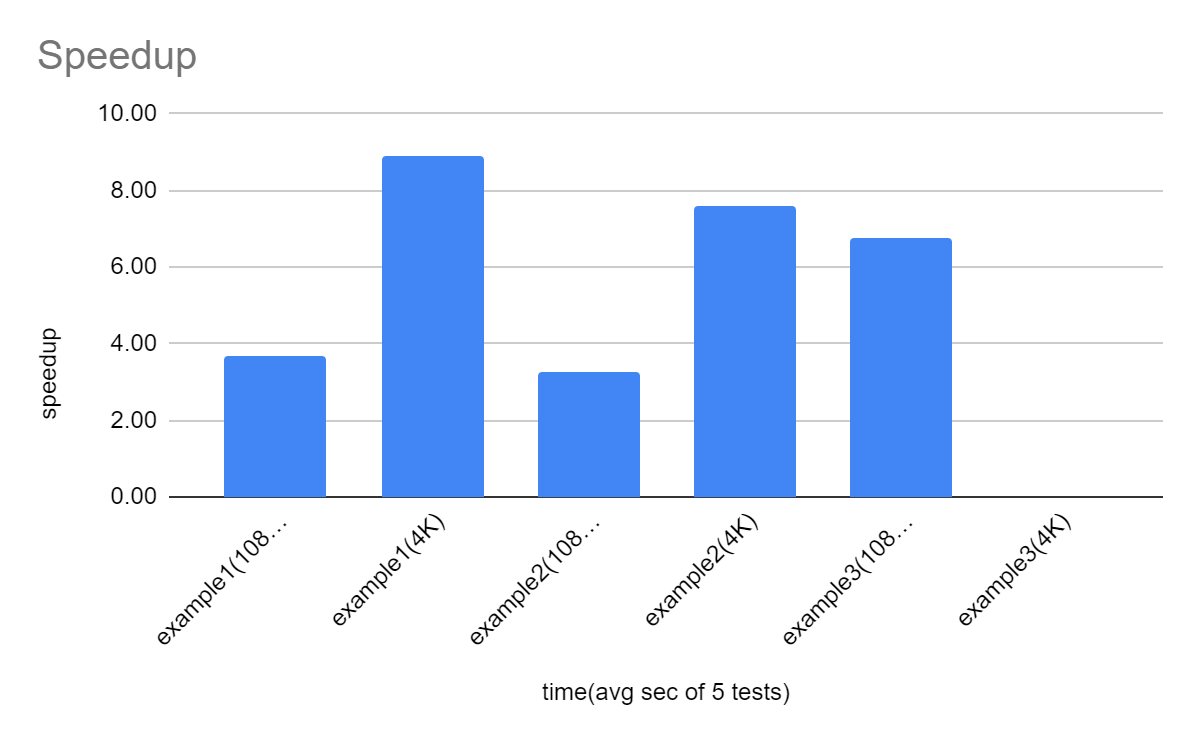 Speedup
10.00
8.00
6.00
4.00
2.00
0.00
speedup
example1(108…
example1(4K)
example2(108…
example2(4K)
example3(108…
example3(4K)
time(avg sec of 5 tests)